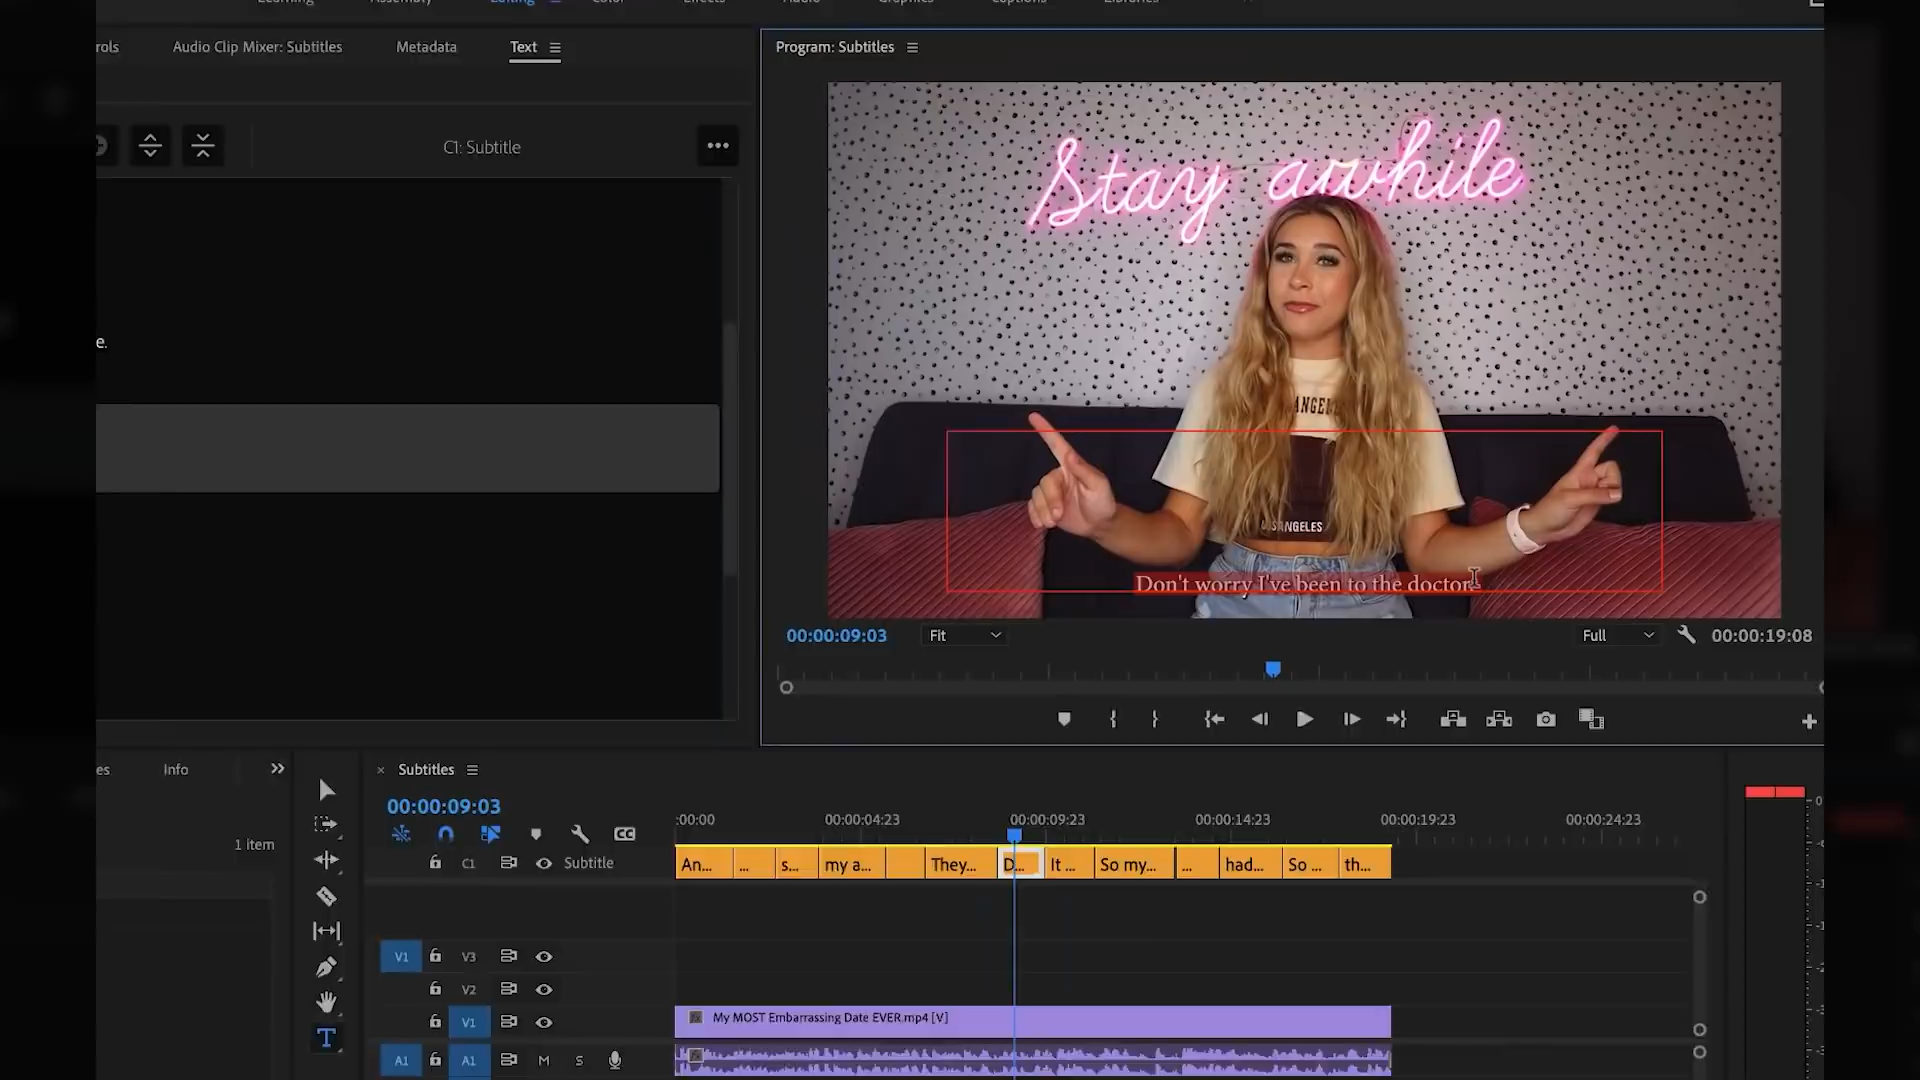 Learning Assembly Editing Color Effects Audio Graphics Captions Libraries
rols Audio Clip Mixer: Subtitles Metadata Text
Program: Subtitles
C1: Subtitle
e.
Stay awhile
ANGEL
LOSANGELES
Don't worry I've been to the doctor.
00:00:09:03 Fit Full 00:00:19:08
es Info
1 item
Subtitles
00:00:09:03
:00:00 00:00:04:23 00:00:09:23 00:00:14:23 00:00:19:23 00:00:24:23
C1 Subtitle
An... ... s... my a... They... D... It ... So my... ... had... So ... th...
V1 V3
V2
V1
My MOST Embarrassing Date EVER.mp4 [V]
A1 A1 M S
0